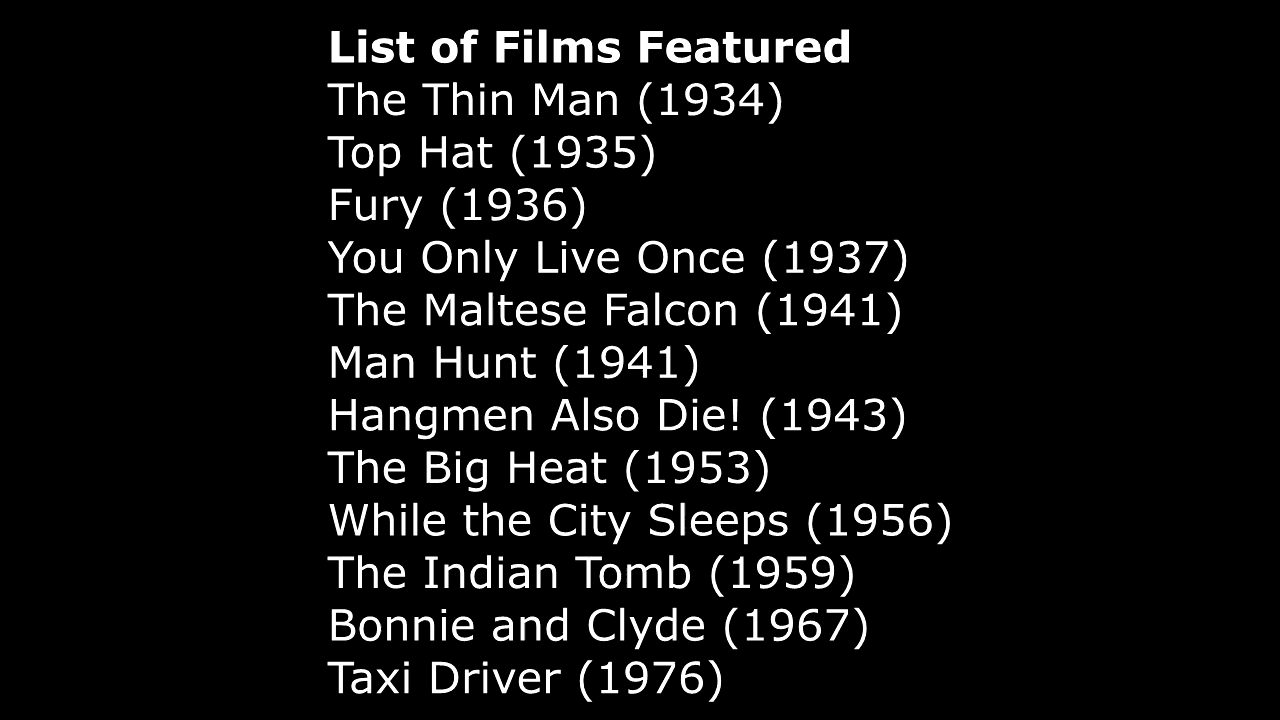 List of Films Featured
The Thin Man (1934)
Top Hat (1935)
Fury (1936)
You Only Live Once (1937)
The Maltese Falcon (1941)
Man Hunt (1941)
Hangmen Also Die! (1943)
The Big Heat (1953)
While the City Sleeps (1956)
The Indian Tomb (1959)
Bonnie and Clyde (1967)
Taxi Driver (1976)